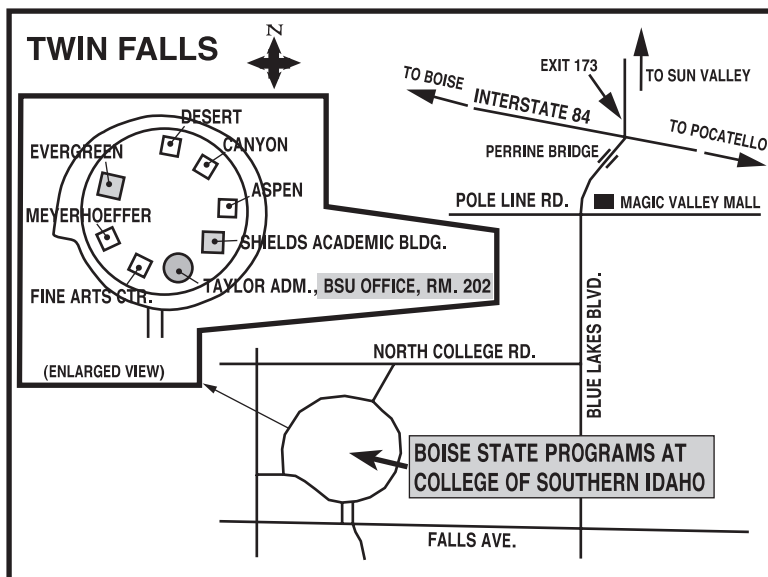 TWIN FALLS
N
EXIT 173
TO SUN VALLEY
TO BOISE
INTERSTATE 84
TO POCATELLO
PERRINE BRIDGE
POLE LINE RD.
MAGIC VALLEY MALL
DESERT
CANYON
EVERGREEN
ASPEN
MEYERHOEFFER
SHIELDS ACADEMIC BLDG.
TAYLOR ADM., BSU OFFICE, RM. 202
FINE ARTS CTR.
(ENLARGED VIEW)
NORTH COLLEGE RD.
BLUE LAKES BLVD.
BOISE STATE PROGRAMS AT
COLLEGE OF SOUTHERN IDAHO
FALLS AVE.